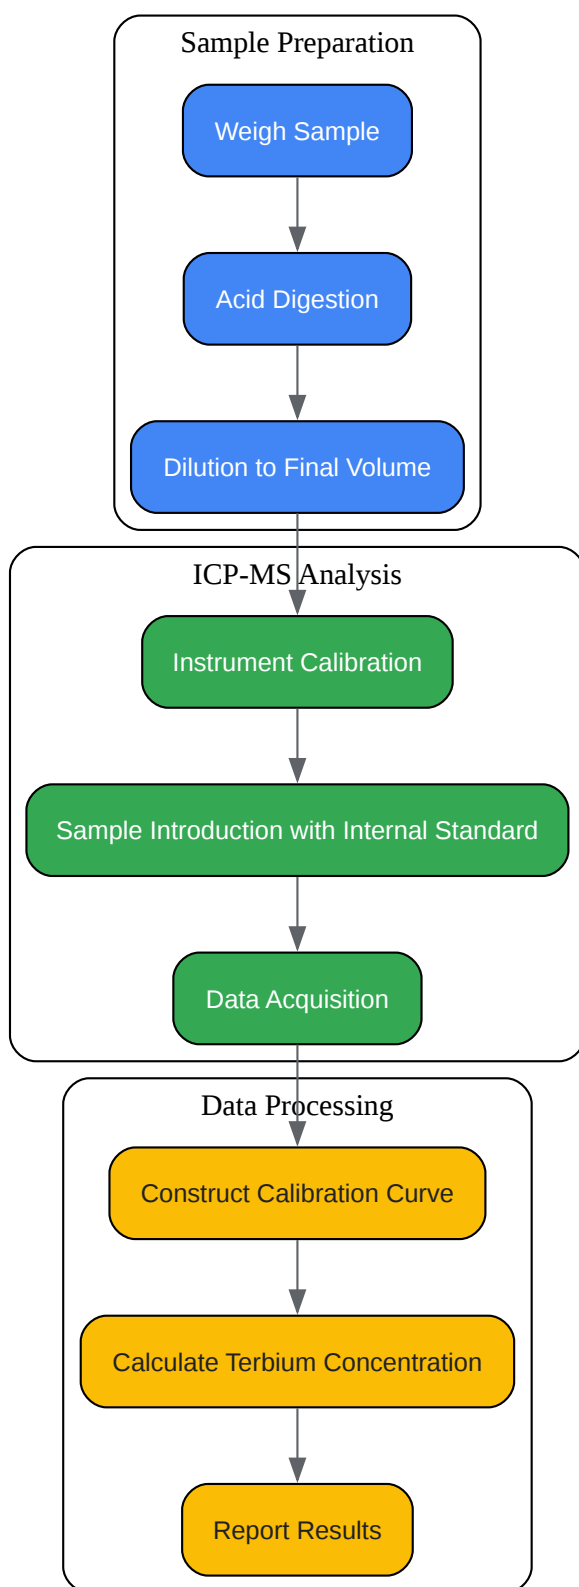 Sample Preparation
Weigh Sample
Acid Digestion
Dilution to Final Volume
ICP-MS Analysis
Instrument Calibration
Sample Introduction with Internal Standard
Data Acquisition
Data Processing
Construct Calibration Curve
Calculate Terbium Concentration
Report Results